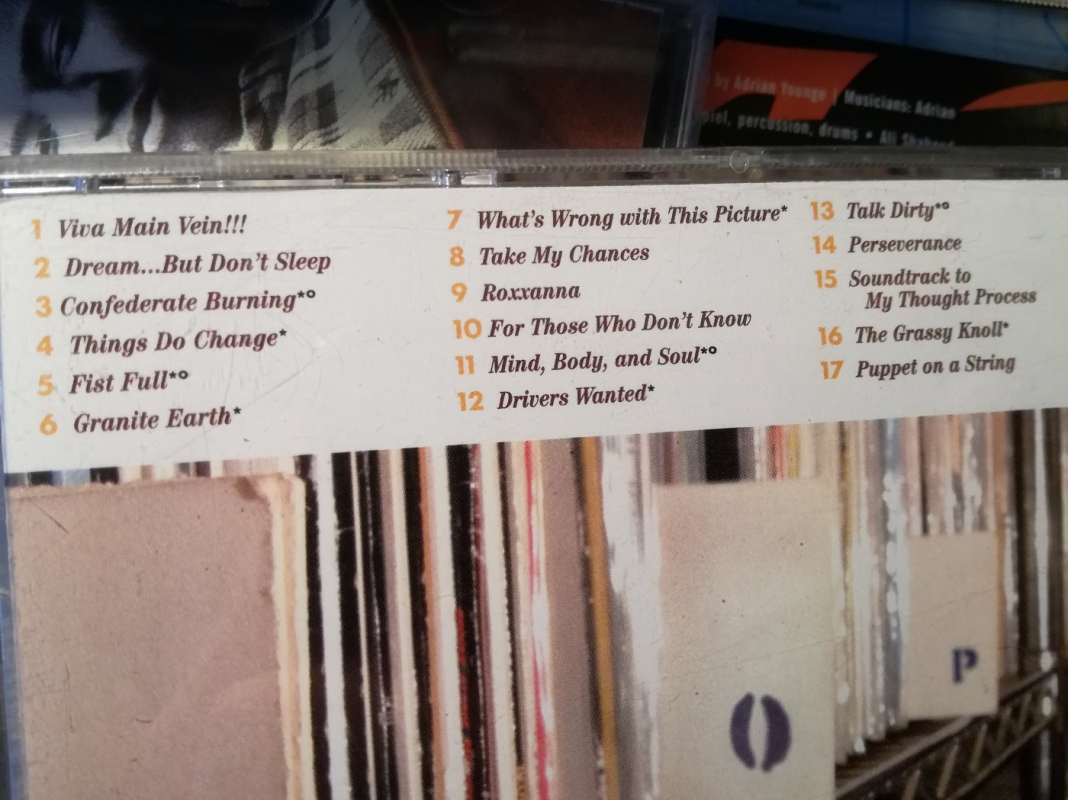 by Adrian Younge | Musicians: Adrian
percussion, drums • Ali
1 Viva Main Vein!!!
2 Dream...But Don't Sleep
3 Confederate Burning*°
4 Things Do Change*
5 Fist Full*°
6 Granite Earth*
7 What's Wrong with This Picture*
8 Take My Chances
9 Roxxanna
10 For Those Who Don't Know
11 Mind, Body, and Soul*°
12 Drivers Wanted*
13 Talk Dirty*°
14 Perseverance
15 Soundtrack to
My Thought Process
16 The Grassy Knoll*
17 Puppet on a String
O
P